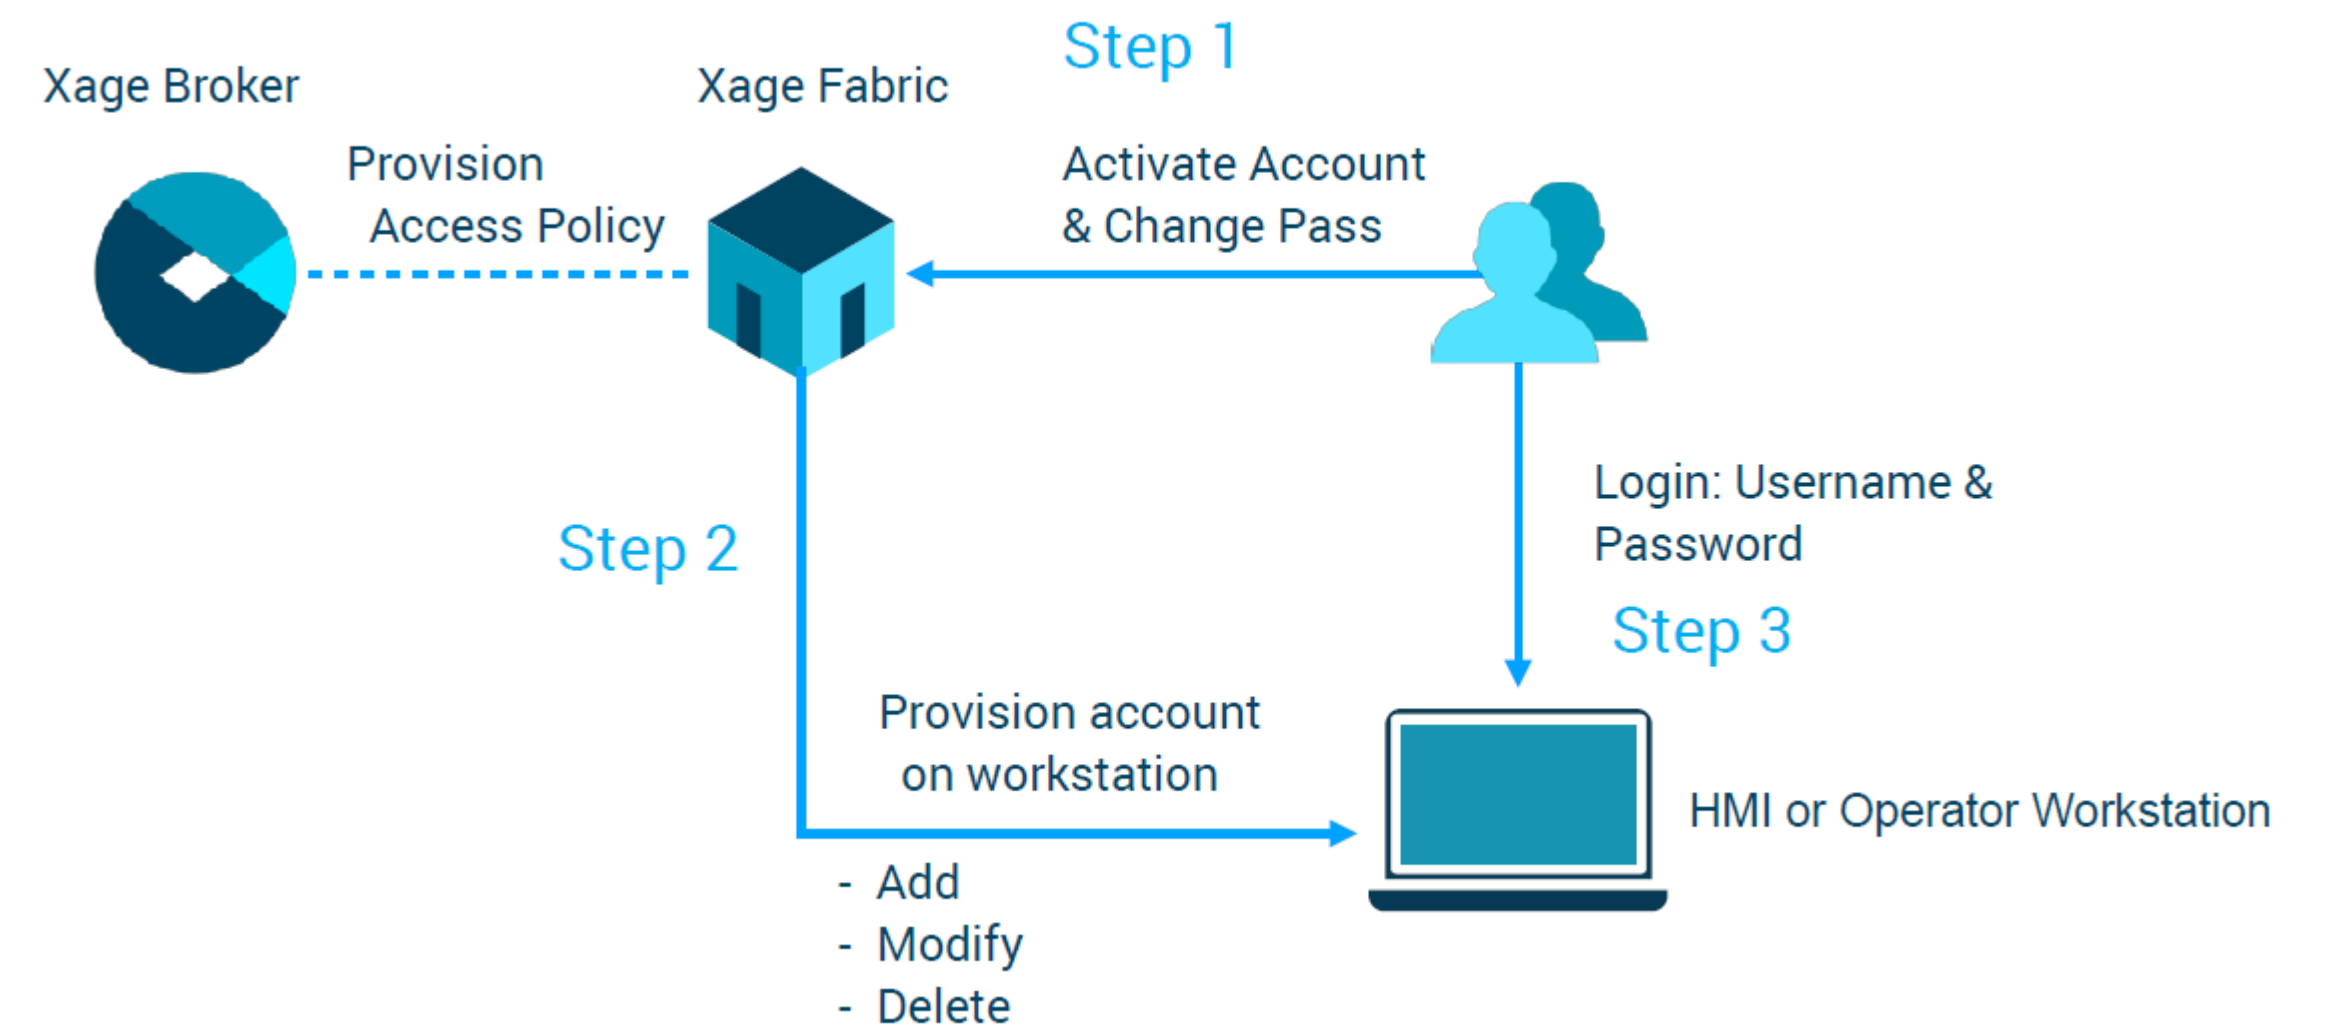 Step 1
Xage Broker
Xage Fabric
Provision
Access Policy
Activate Account
& Change Pass
Login: Username &
Password
Step 2
Step 3
Provision account
on workstation
HMI or Operator Workstation
- Add
- Modify
- Delete